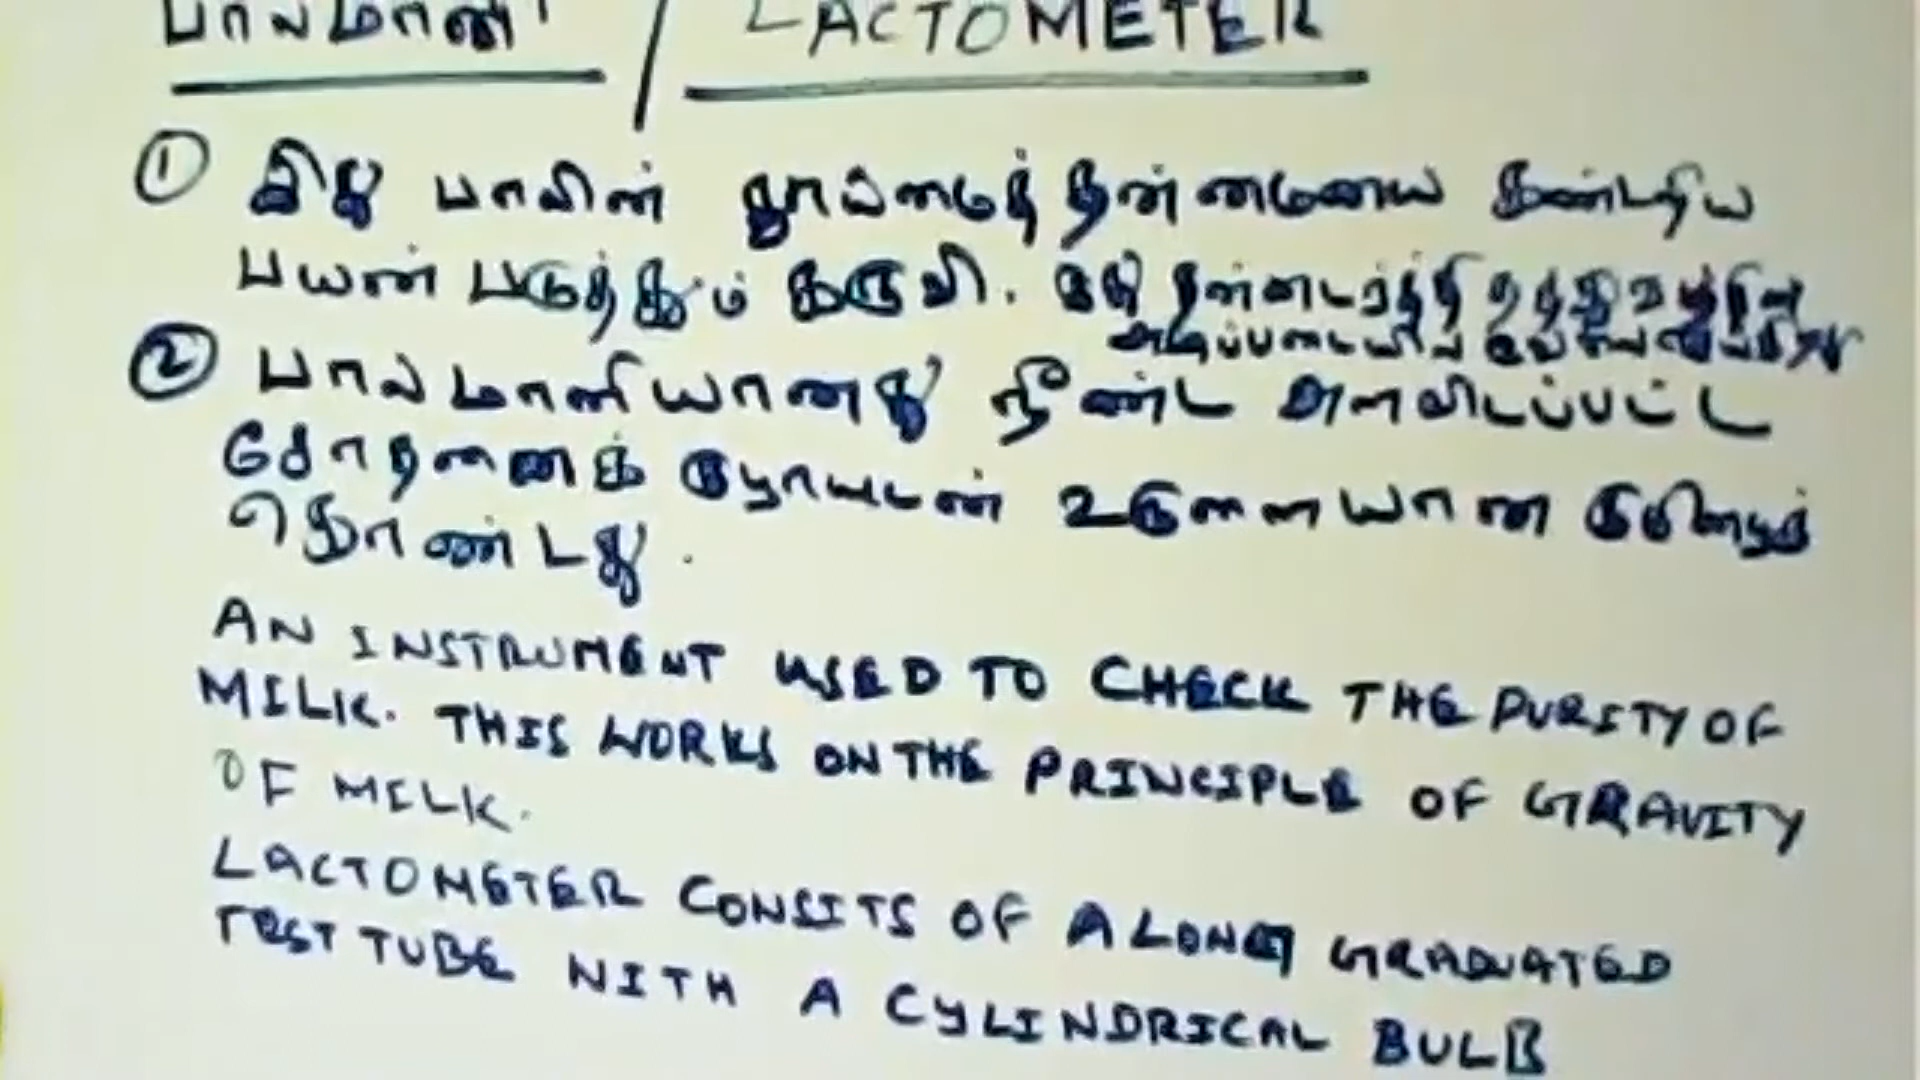 பால்மானி / LACTOMETER
① இது பாலின் தூய்மைத் தன்மையை கண்டறிய
பயன் படுத்தும் கருவி.
அடிப்படையில்
② பால்மானியானது நீண்ட அளவிடப்பட்ட
சோதனைக் குழாயுடன் உருளையான குமிழைக்
கொண்டது.
AN INSTRUMENT USED TO CHECK THE PURITY OF
MILK. THIS WORKS ON THE PRINCIPLE OF GRAVITY
OF MILK.
LACTOMETER CONSITS OF A LONG GRADUATED
TEST TUBE WITH A CYLINDRICAL BULB